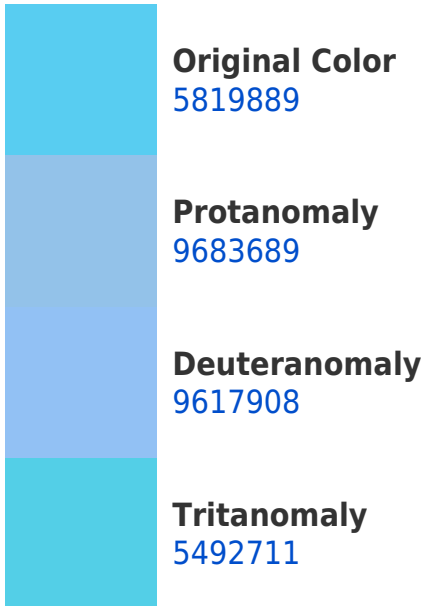 Original Color
5819889
Protanomaly
9683689
Deuteranomaly
9617908
Tritanomaly
5492711